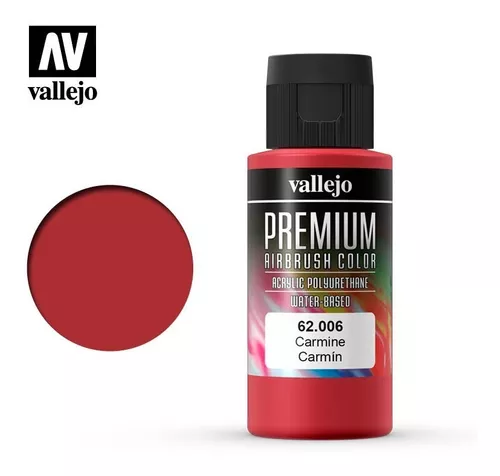 AV
vallejo
vallejo
PREMIUM
AIRBRUSH COLOR
ACRYLIC POLYURETHANE
WATER-BASED
62.006
Carmine
Carmín